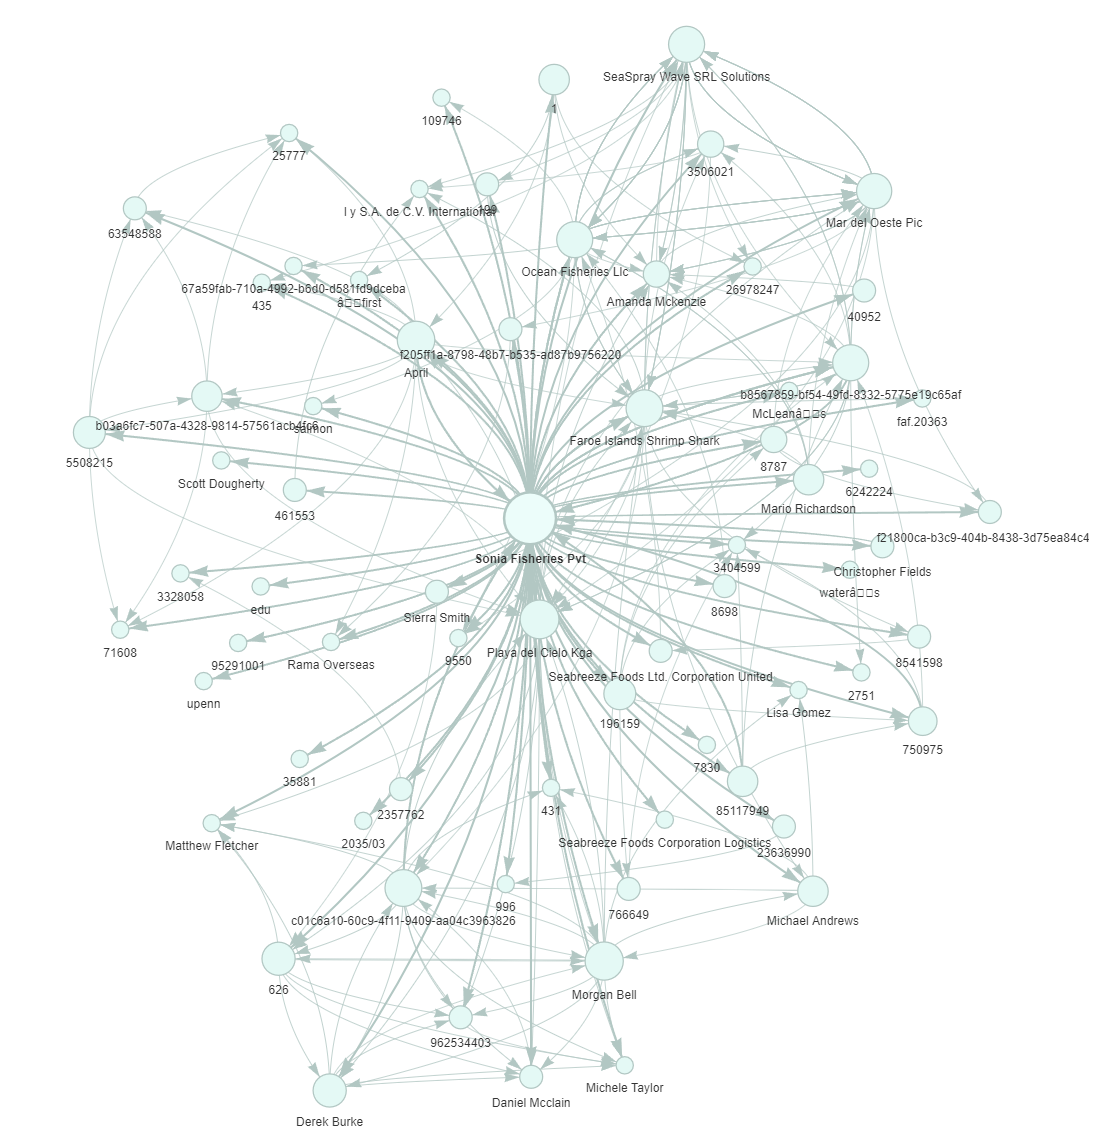 SeaSpray Wave SRL Solutions
1
109746
25777
3506021
l y S.A. de C.V. International
199
Mar del Oeste Pic
63548588
Ocean Fisheries Llc
67a59fab-710a-4992-b6d0-d581fd9dceba
26978247
Amanda Mckenzie
435
first
40952
f205ff1a-8798-48b7-b535-ad87b9756220
April
b8567859-bf54-49fd-8332-5775e19c65af
McLean
s
faf.20363
b03a6fc7-507a-4328-9814-57561acb4fc6
salmon
Faroe Islands Shrimp Shark
5508215
8787
Scott Dougherty
6242224
Mario Richardson
461553
f21800ca-b3c9-404b-8438-3d75ea84c4
Sonia Fisheries Pvt
3404599
Christopher Fields
waterâ
s
3328058
edu
8698
Sierra Smith
71608
Playa del Cielo Kga
95291001
Rama Overseas
9550
8541598
Seabreeze Foods Ltd. Corporation United
2751
upenn
Lisa Gomez
196159
750975
7830
35881
431
85117949
2357762
2035/03
Matthew Fletcher
Seabreeze Foods Corporation Logistics
23636990
996
766649
c01c6a10-60c9-4f11-9409-aa04c3963826
Michael Andrews
626
Morgan Bell
962534403
Michele Taylor
Daniel Mcclain
Derek Burke